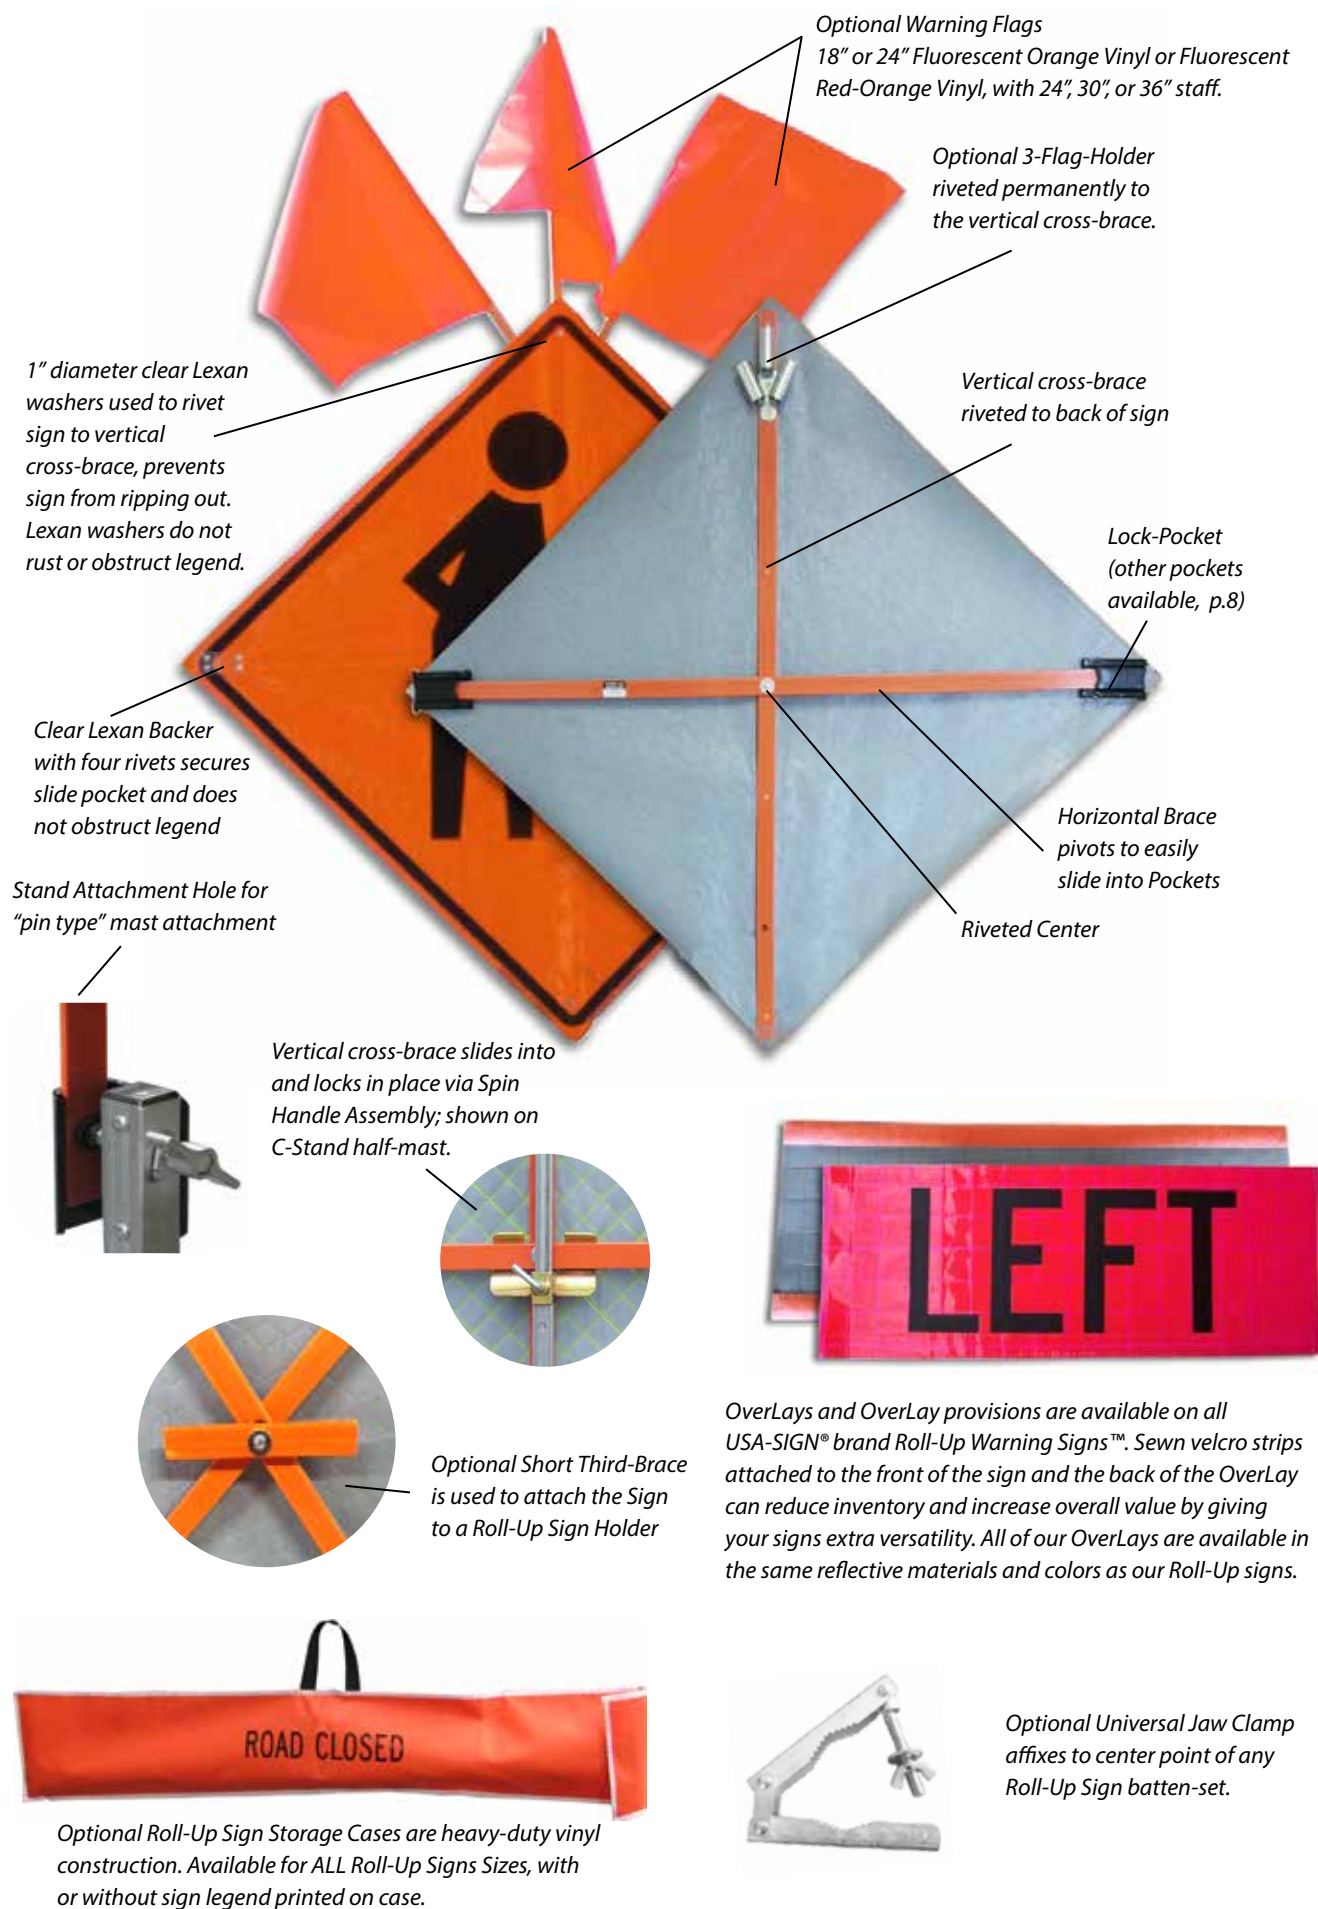 Optional Warning Flags
18” or 24” Fluorescent Orange Vinyl or Fluorescent
Red-Orange Vinyl, with 24”, 30”, or 36” staff.
Optional 3-Flag-Holder
riveted permanently to
the vertical cross-brace.
1” diameter clear Lexan
washers used to rivet
sign to vertical
cross-brace, prevents
sign from ripping out.
Lexan washers do not
rust or obstruct legend.
Vertical cross-brace
riveted to back of sign
Lock-Pocket
(other pockets
available, p.8)
Clear Lexan Backer
with four rivets secures
slide pocket and does
not obstruct legend
Horizontal Brace
pivots to easily
slide into Pockets
Riveted Center
Stand Attachment Hole for
“pin type” mast attachment
Vertical cross-brace slides into
and locks in place via Spin
Handle Assembly; shown on
C-Stand half-mast.
LEFT
Optional Short Third-Brace
is used to attach the Sign
to a Roll-Up Sign Holder
OverLays and OverLay provisions are available on all
USA-SIGN® brand Roll-Up Warning Signs™. Sewn velcro strips
attached to the front of the sign and the back of the OverLay
can reduce inventory and increase overall value by giving
your signs extra versatility. All of our OverLays are available in
the same reflective materials and colors as our Roll-Up signs.
ROAD CLOSED
Optional Roll-Up Sign Storage Cases are heavy-duty vinyl
construction. Available for ALL Roll-Up Signs Sizes, with
or without sign legend printed on case.
Optional Universal Jaw Clamp
affixes to center point of any
Roll-Up Sign batten-set.